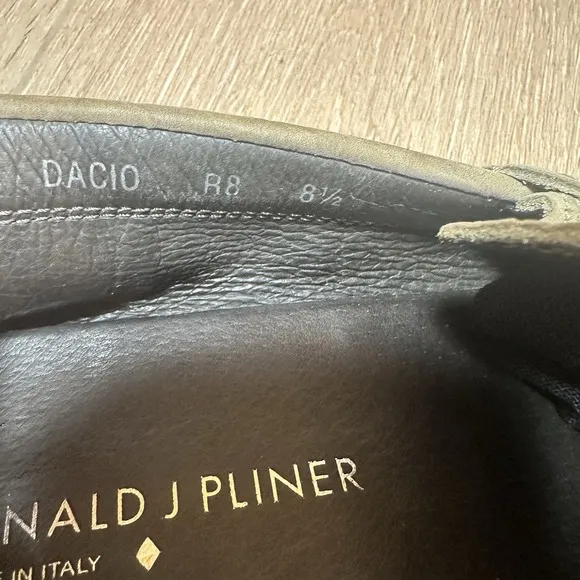 DACIO R8 8½
NALD J PLINER
IN ITALY